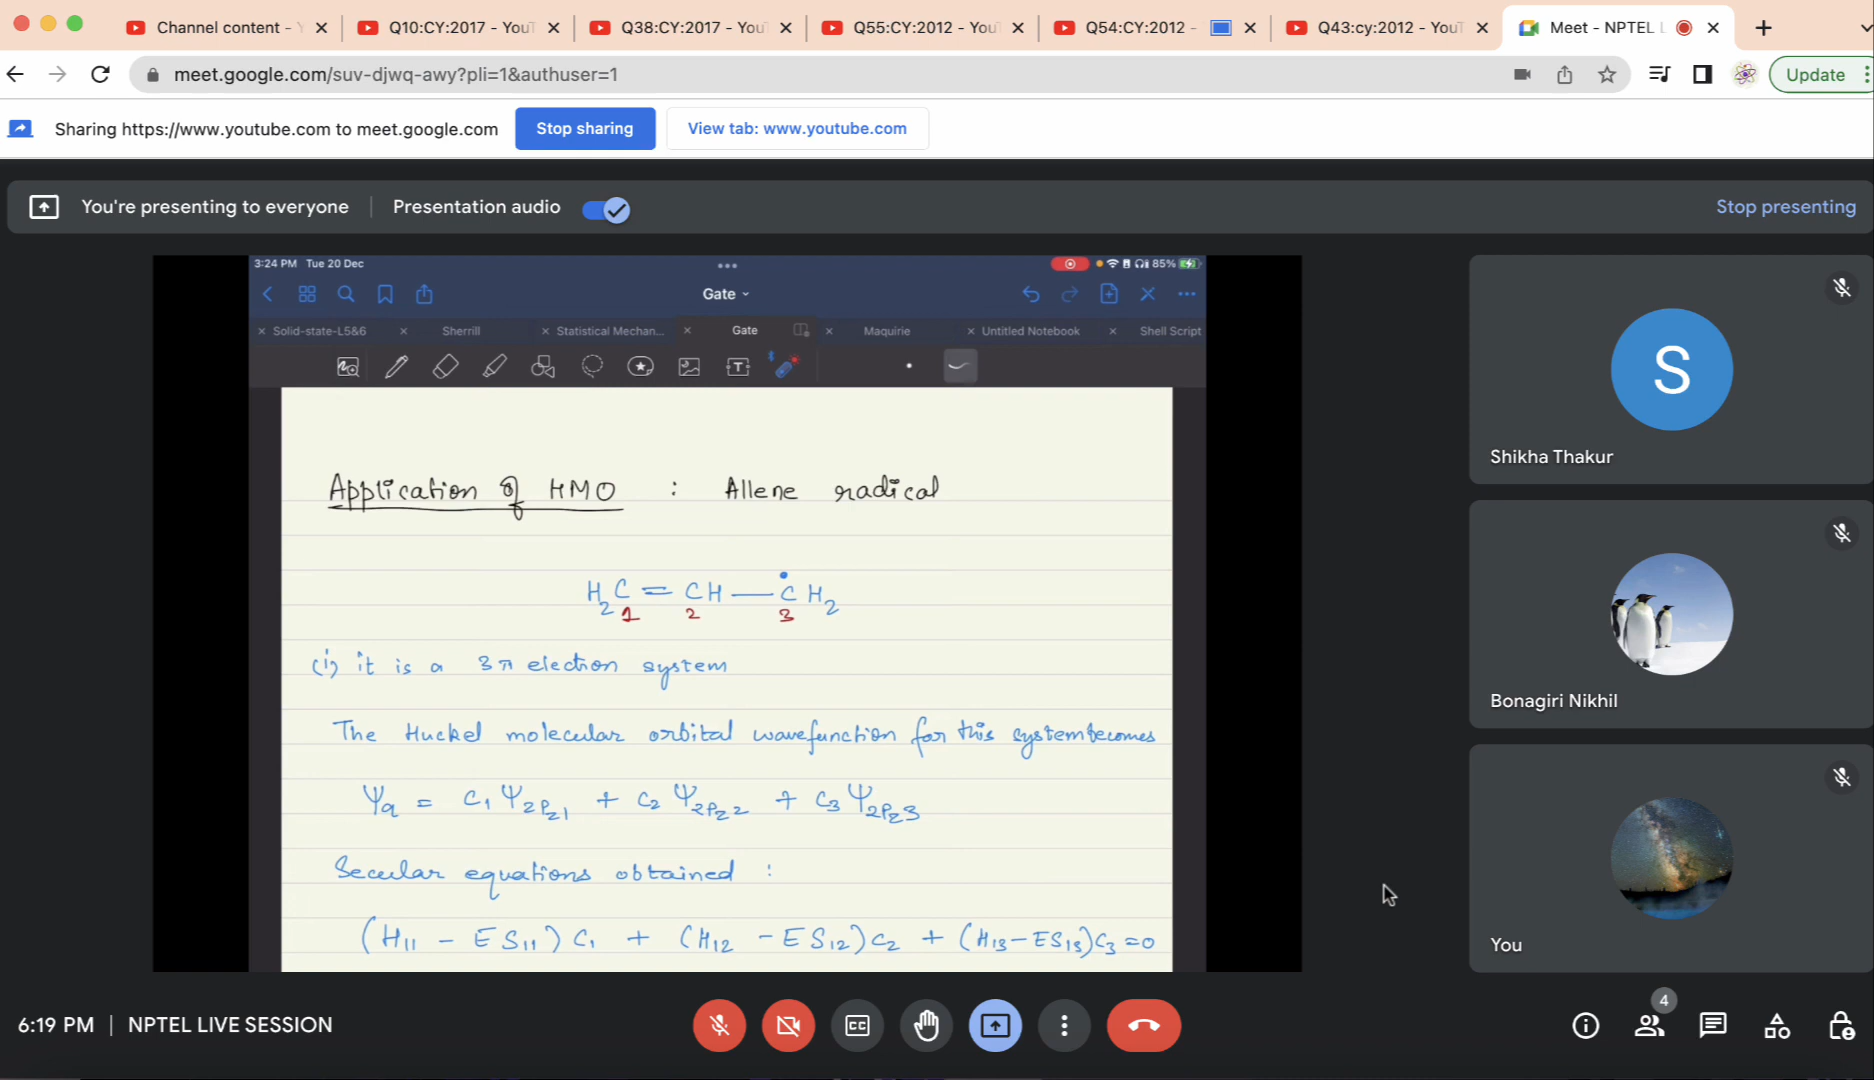 Channel content - Y
Q10:CY:2017 - YouT
Q38:CY:2017 - YouT
Q55:CY:2012 - YouT
Q54:CY:2012 -
Q43:cy:2012 - YouT
Meet - NPTEL L
meet.google.com/suv-djwq-awy?pli=1&authuser=1
Update
Sharing https://www.youtube.com to meet.google.com
Stop sharing
View tab: www.youtube.com
You're presenting to everyone
Presentation audio
Stop presenting
3:24 PM Tue 20 Dec
85%
Gate
Solid-state-L5&6
Sherrill
Statistical Mechan...
Gate
Maquirie
Untitled Notebook
Shell Script
Application of HMO : Allene radical
H₂C = CH — ĊH₂
1 2 3
(i) it is a 3π election system
The Huckel molecular orbital wavefunction for this system becomes
Ψa = C₁Ψ2Pz1 + C₂Ψ2Pz2 + C₃Ψ2Pz3
Secular equations obtained :
(H₁₁ - ES₁₁)C₁ + (H₁₂ - ES₁₂)C₂ + (H₁₃ - ES₁₃)C₃ = 0
S
Shikha Thakur
Bonagiri Nikhil
You
6:19 PM | NPTEL LIVE SESSION
CC
4